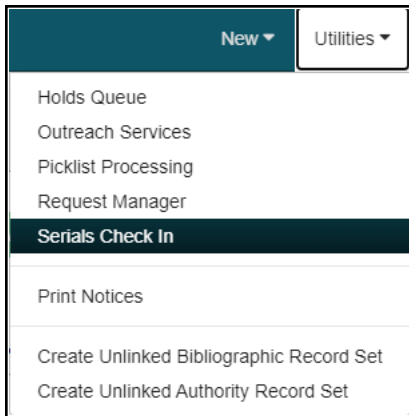 New Utilities
Holds Queue
Outreach Services
Picklist Processing
Request Manager
Serials Check In
Print Notices
Create Unlinked Bibliographic Record Set
Create Unlinked Authority Record Set